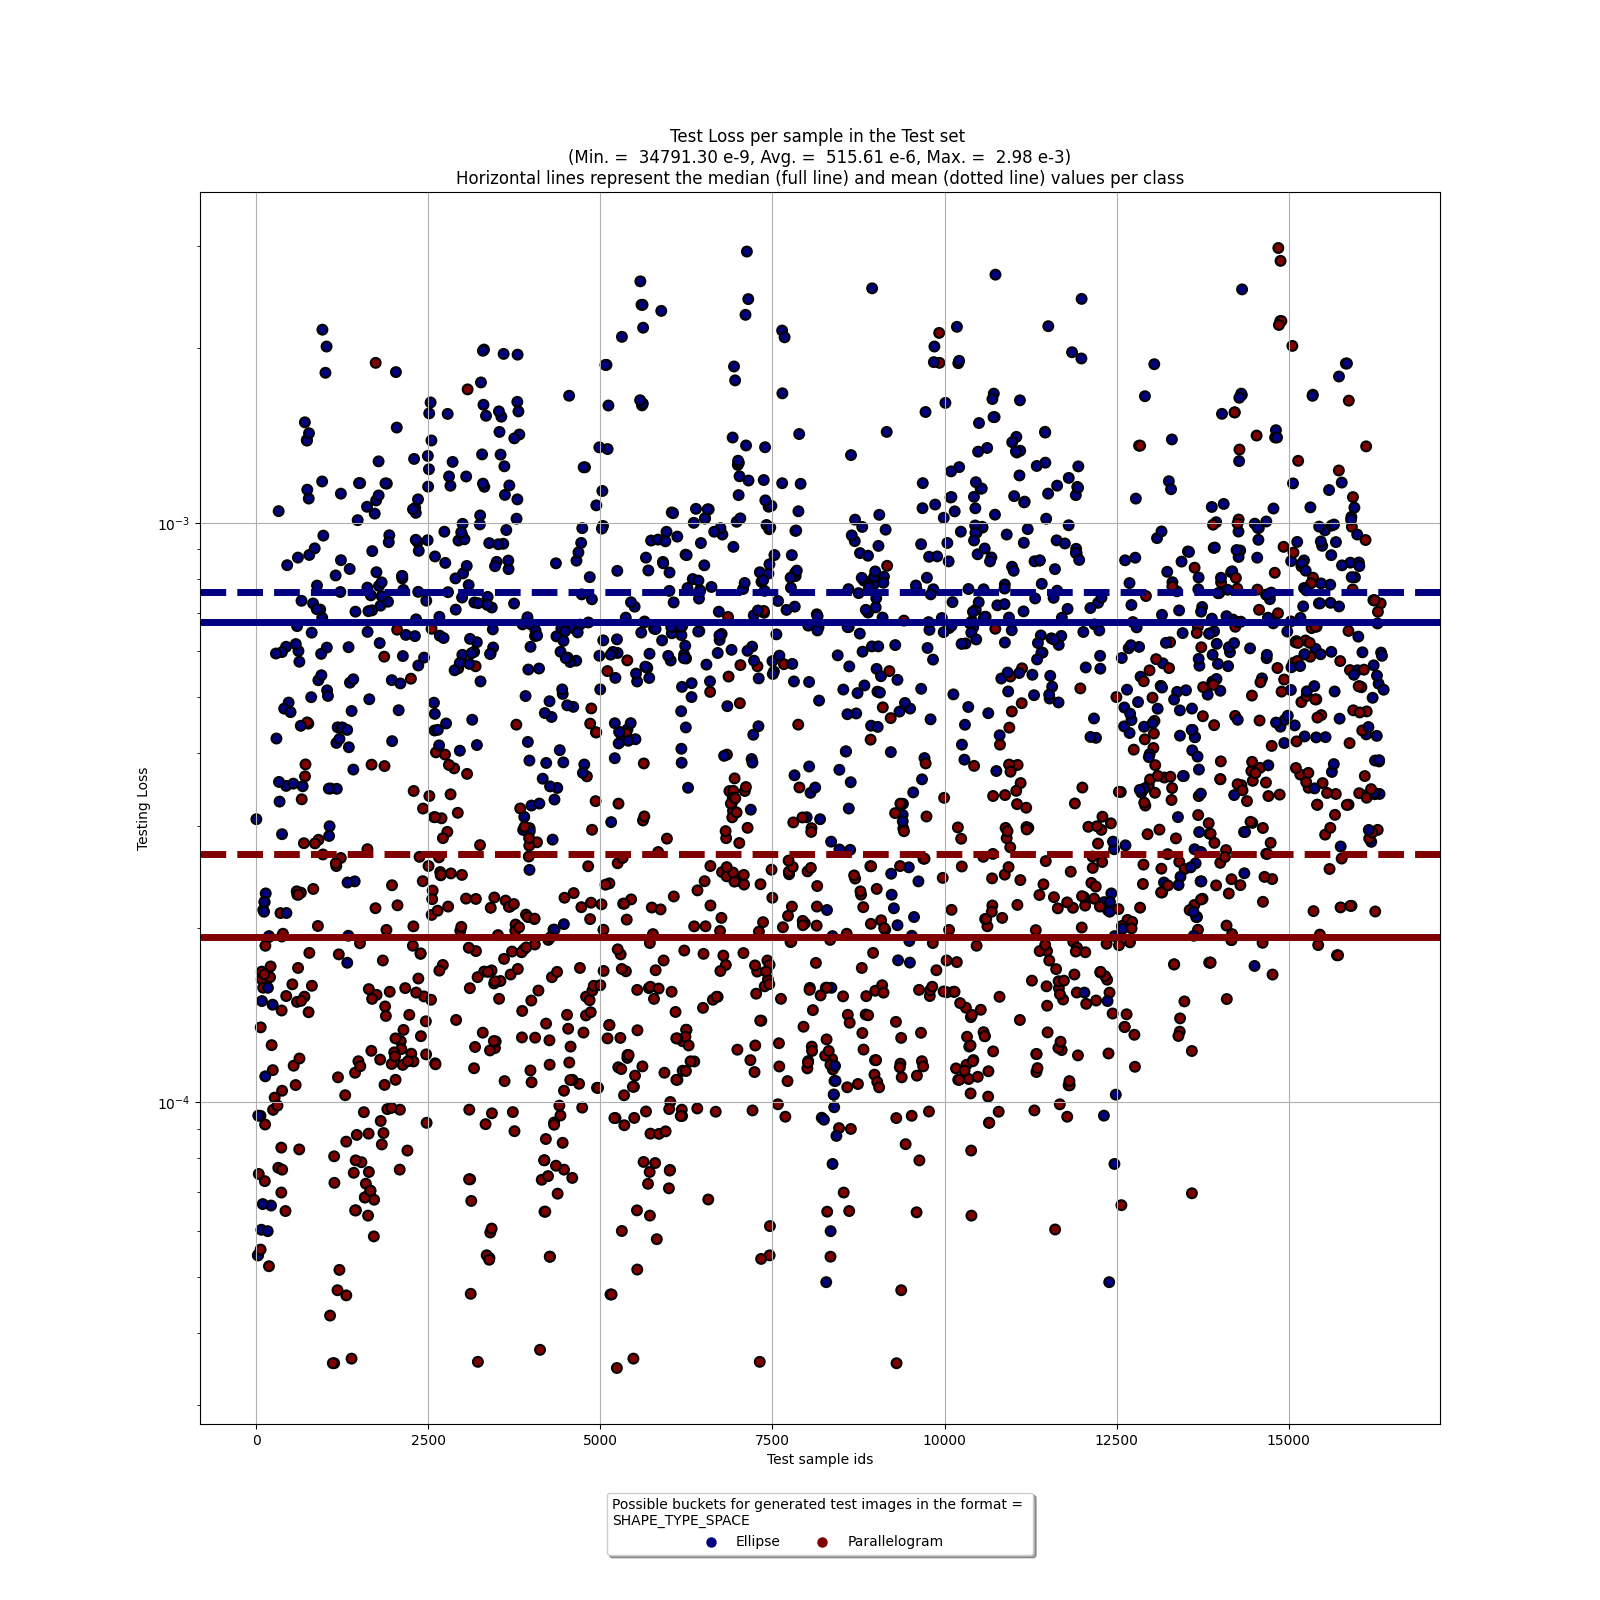 Test Loss per sample in the Test set
(Min. =  34791.30 e-9, Avg. =  515.61 e-6, Max. =  2.98 e-3)
Horizontal lines represent the median (full line) and mean (dotted line) values per class
Testing Loss
10⁻³
10⁻⁴
0 2500 5000 7500 10000 12500 15000
Test sample ids
Possible buckets for generated test images in the format =
SHAPE_TYPE_SPACE
Ellipse Parallelogram